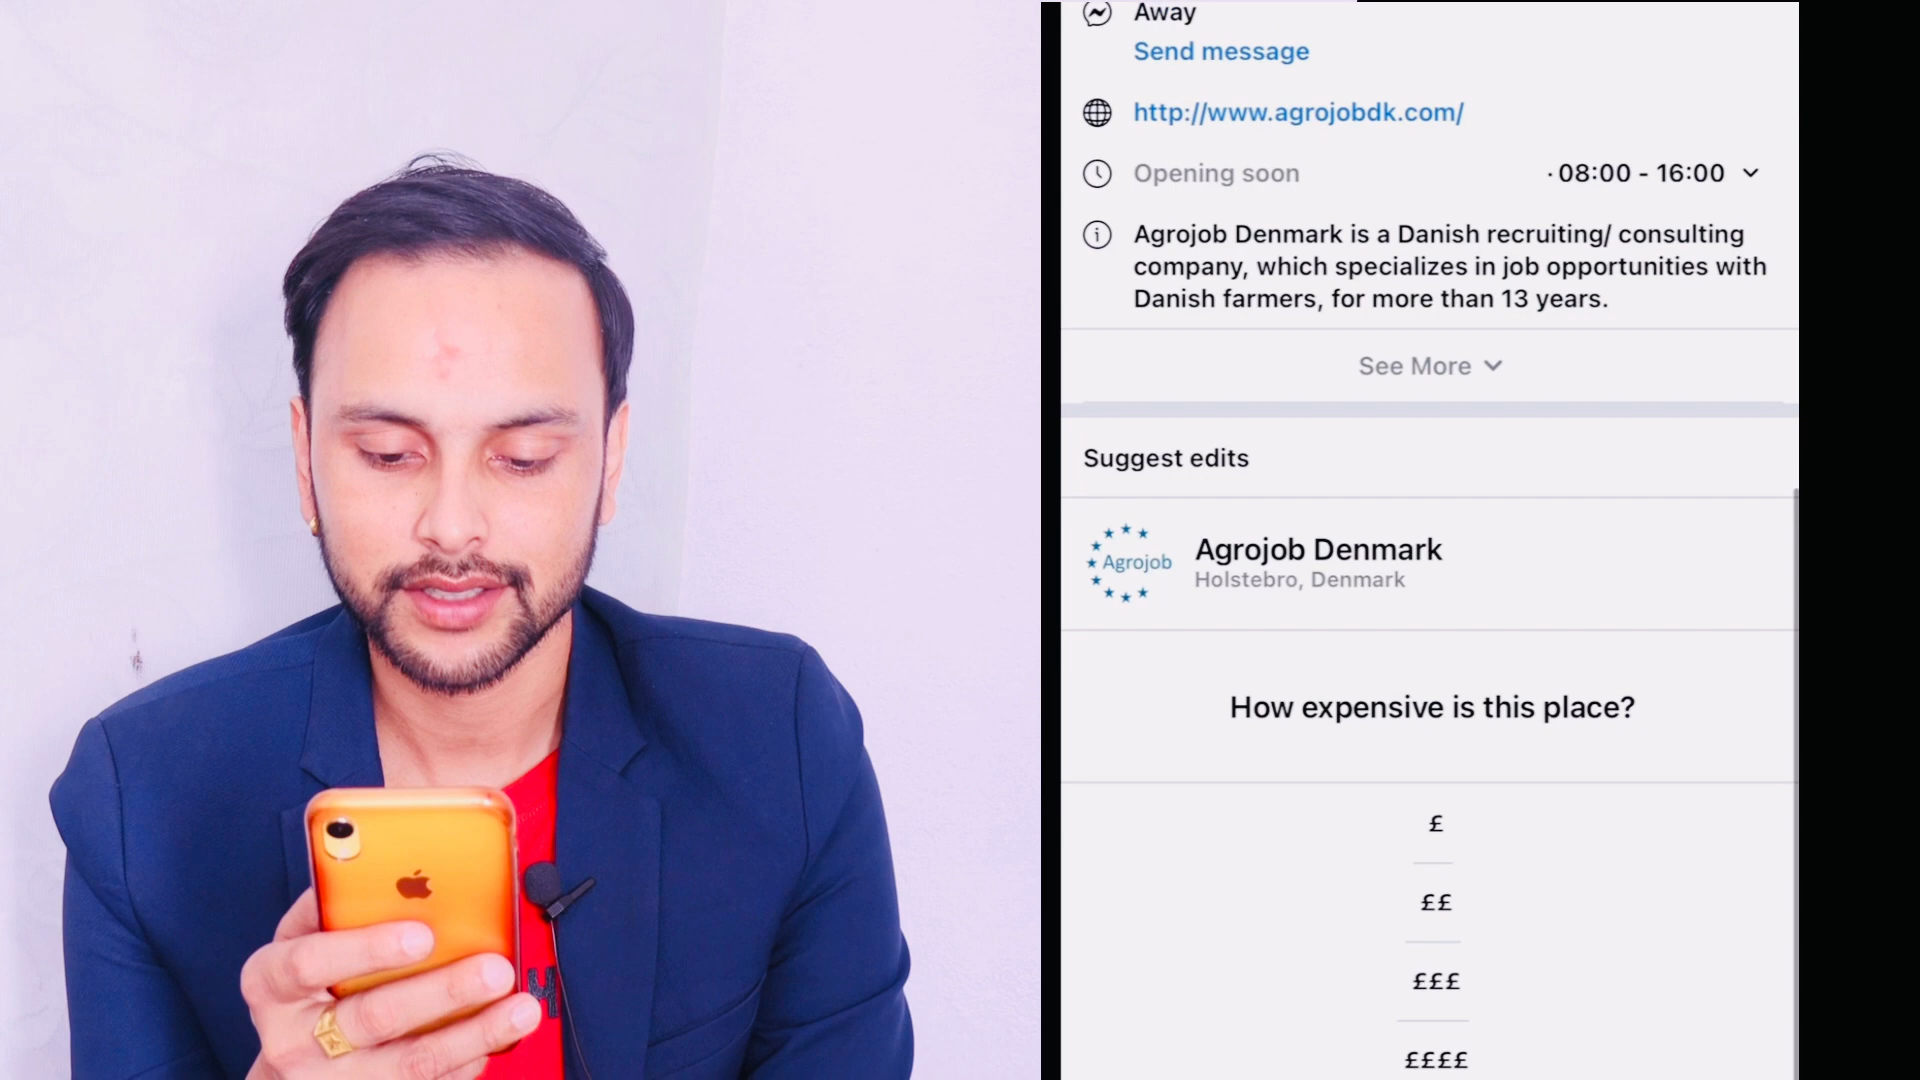 Away
Send message
http://www.agrojobdk.com/
Opening soon · 08:00 - 16:00
Agrojob Denmark is a Danish recruiting/ consulting
company, which specializes in job opportunities with
Danish farmers, for more than 13 years.
See More
Suggest edits
Agrojob
Agrojob Denmark
Holstebro, Denmark
How expensive is this place?
£
££
£££
££££